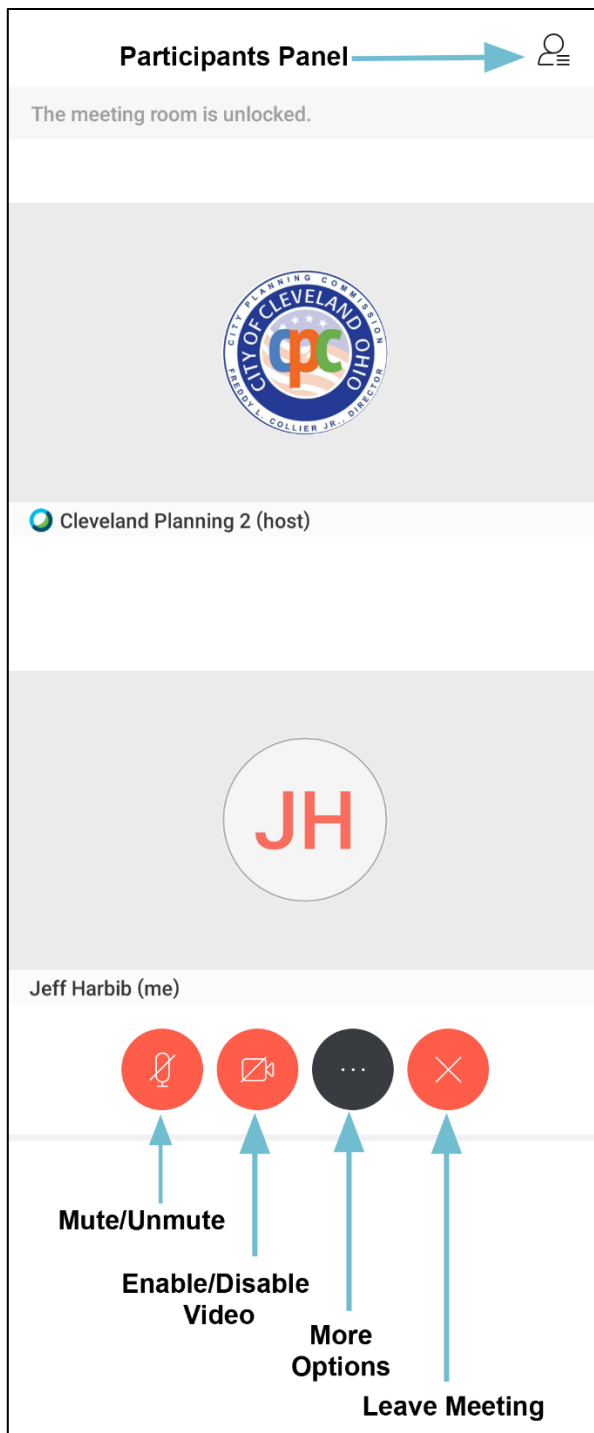 Participants Panel
The meeting room is unlocked.
CITY PLANNING COMMISSION
CITY OF CLEVELAND OHIO
cpc
FREDDY L. COLLIER JR., DIRECTOR
Cleveland Planning 2 (host)
JH
Jeff Harbib (me)
Mute/Unmute
Enable/Disable
Video
More
Options
Leave Meeting